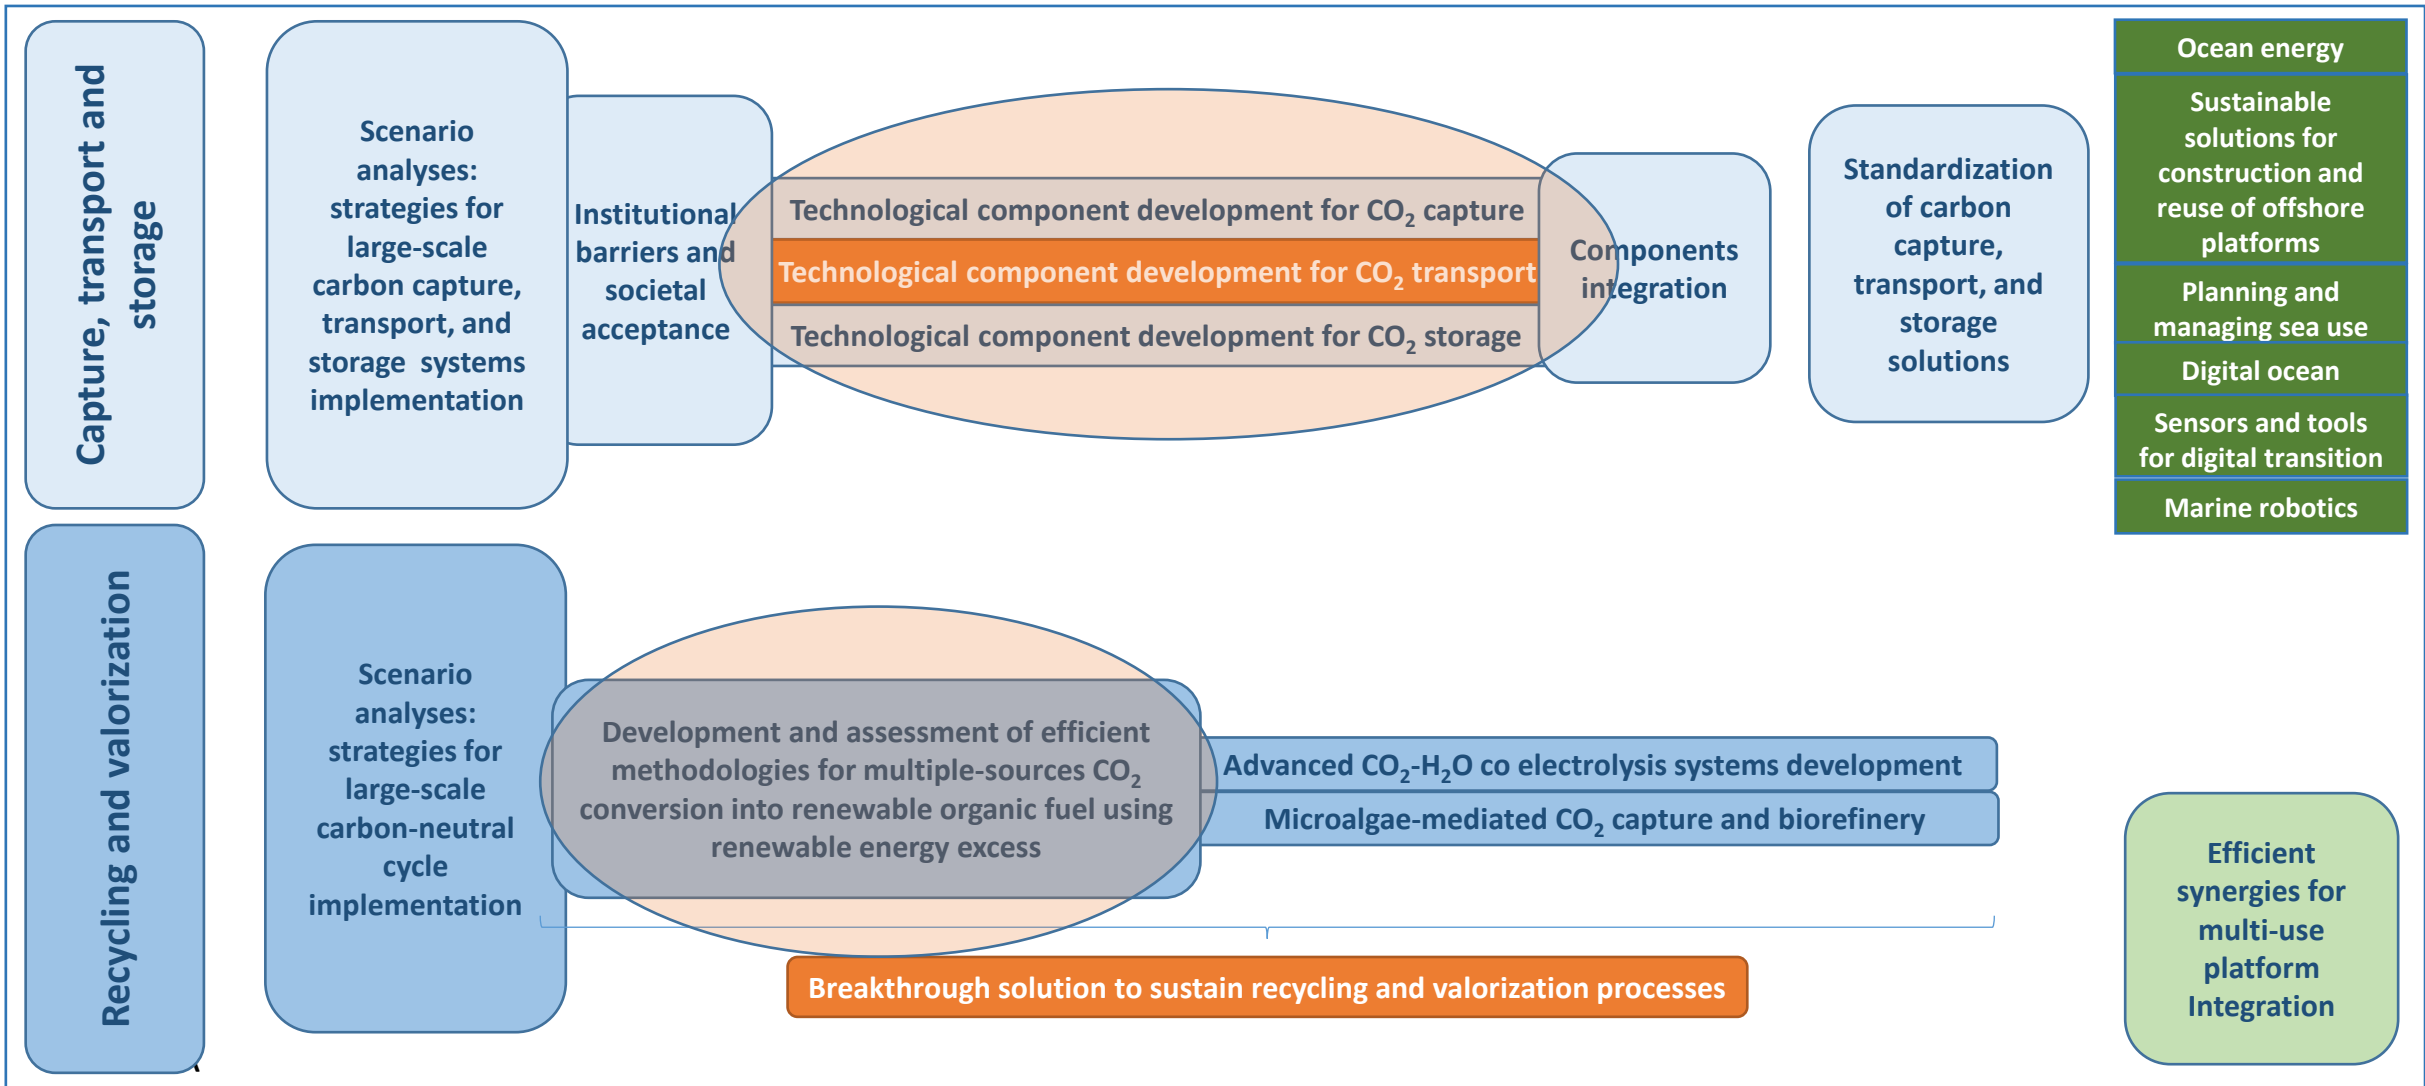 Capture, transport and
storage
Scenario
analyses:
strategies for
large-scale
carbon capture,
transport, and
storage systems
implementation
Institutional
barriers and
societal
acceptance
Technological component development for CO₂ capture
Technological component development for CO₂ transport
Technological component development for CO₂ storage
Components
integration
Standardization
of carbon
capture,
transport, and
storage
solutions
Ocean energy
Sustainable
solutions for
construction and
reuse of offshore
platforms
Planning and
managing sea use
Digital ocean
Sensors and tools
for digital transition
Marine robotics
Recycling and valorization
Scenario
analyses:
strategies for
large-scale
carbon-neutral
cycle
implementation
Development and assessment of efficient
methodologies for multiple-sources CO₂
conversion into renewable organic fuel using
renewable energy excess
Advanced CO₂-H₂O co electrolysis systems development
Microalgae-mediated CO₂ capture and biorefinery
Breakthrough solution to sustain recycling and valorization processes
Efficient
synergies for
multi-use
platform
Integration